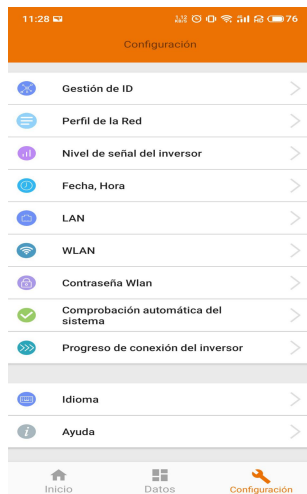 11:28 76
Configuración
Gestión de ID
Perfil de la Red
Nivel de señal del inversor
Fecha, Hora
LAN
WLAN
Contraseña Wlan
Comprobación automática del
sistema
Progreso de conexión del inversor
Idioma
Ayuda
Inicio Datos Configuración